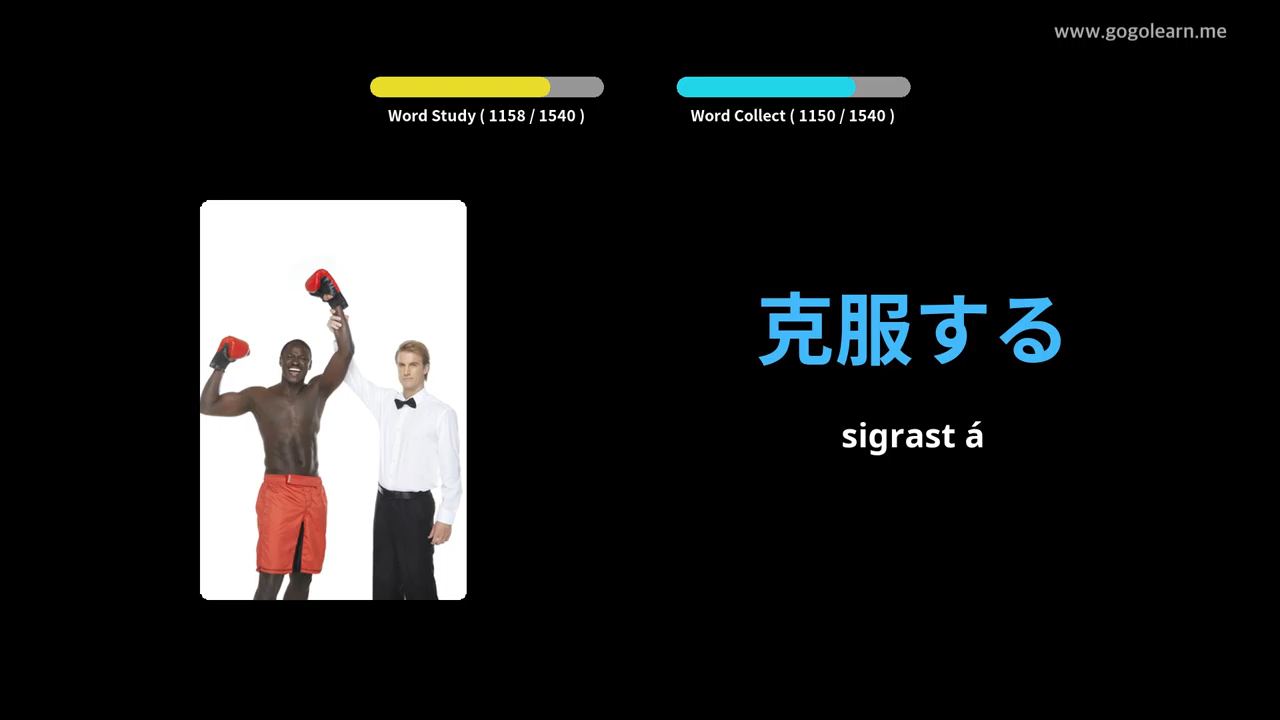 www.gogolearn.me
Word Study ( 1158 / 1540 )
Word Collect ( 1150 / 1540 )
克服する
sigrast á